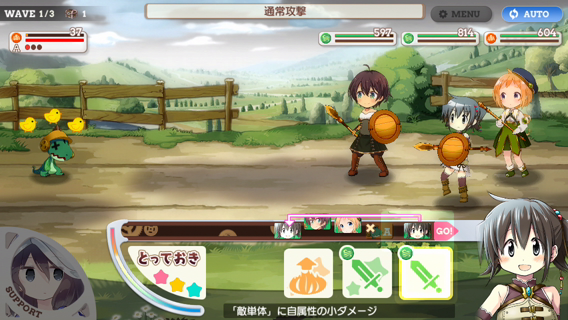 WAVE 1/3
1
通常攻撃
MENU
AUTO
37
A
597
814
604
A
GO!
とっておき
SUPPORT
「敵単体」に自属性の小ダメージ